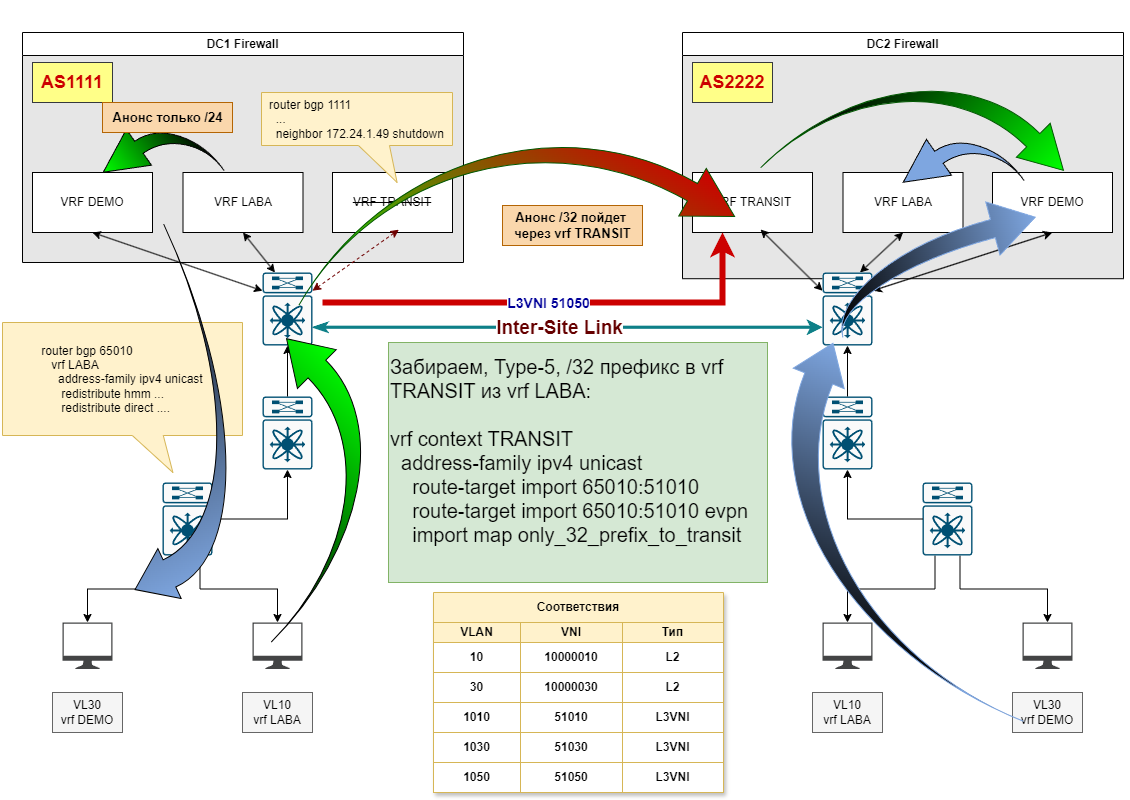 DC1 Firewall
DC2 Firewall
AS1111
AS2222
Анонс только /24
router bgp 1111
...
neighbor 172.24.1.49 shutdown
VRF DEMO
VRF LABA
VRF TRANSIT
VRF TRANSIT
VRF LABA
VRF DEMO
Анонс /32 пойдет
через vrf TRANSIT
L3VNI 51050
Inter-Site Link
router bgp 65010
vrf LABA
address-family ipv4 unicast
redistribute hmm ...
redistribute direct ....
Забираем, Type-5, /32 префикс в vrf
TRANSIT из vrf LABA:
vrf context TRANSIT
address-family ipv4 unicast
route-target import 65010:51010
route-target import 65010:51010 evpn
import map only_32_prefix_to_transit
Соответствия
VLAN VNI Тип
10 10000010 L2
30 10000030 L2
1010 51010 L3VNI
1030 51030 L3VNI
1050 51050 L3VNI
VL30
vrf DEMO
VL10
vrf LABA
VL10
vrf LABA
VL30
vrf DEMO